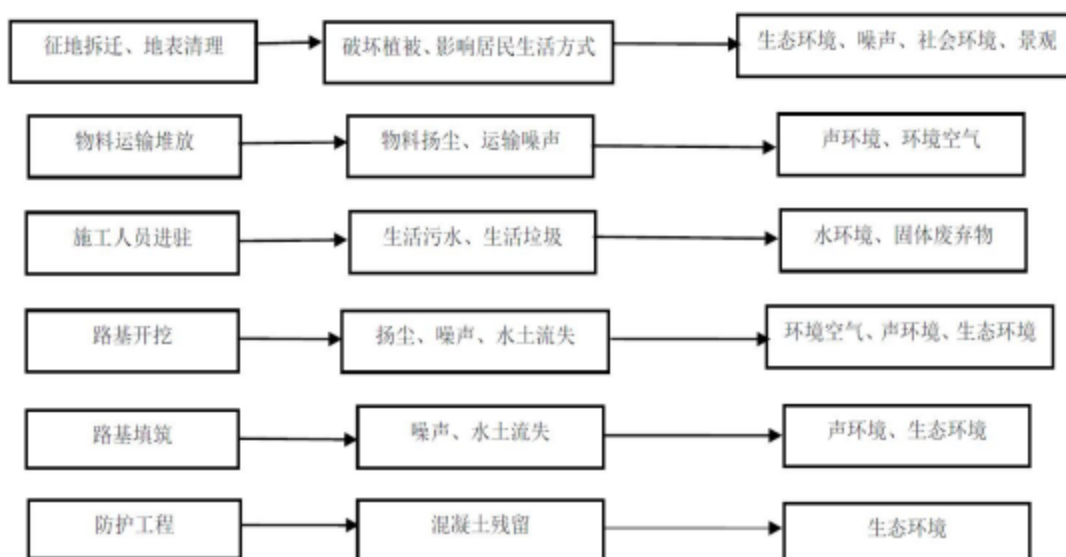 征地拆迁、地表清理
破坏植被、影响居民生活方式
生态环境、噪声、社会环境、景观
物料运输堆放
物料扬尘、运输噪声
声环境、环境空气
施工人员进驻
生活污水、生活垃圾
水环境、固体废弃物
路基开挖
扬尘、噪声、水土流失
环境空气、声环境、生态环境
路基填筑
噪声、水土流失
声环境、生态环境
防护工程
混凝土残留
生态环境